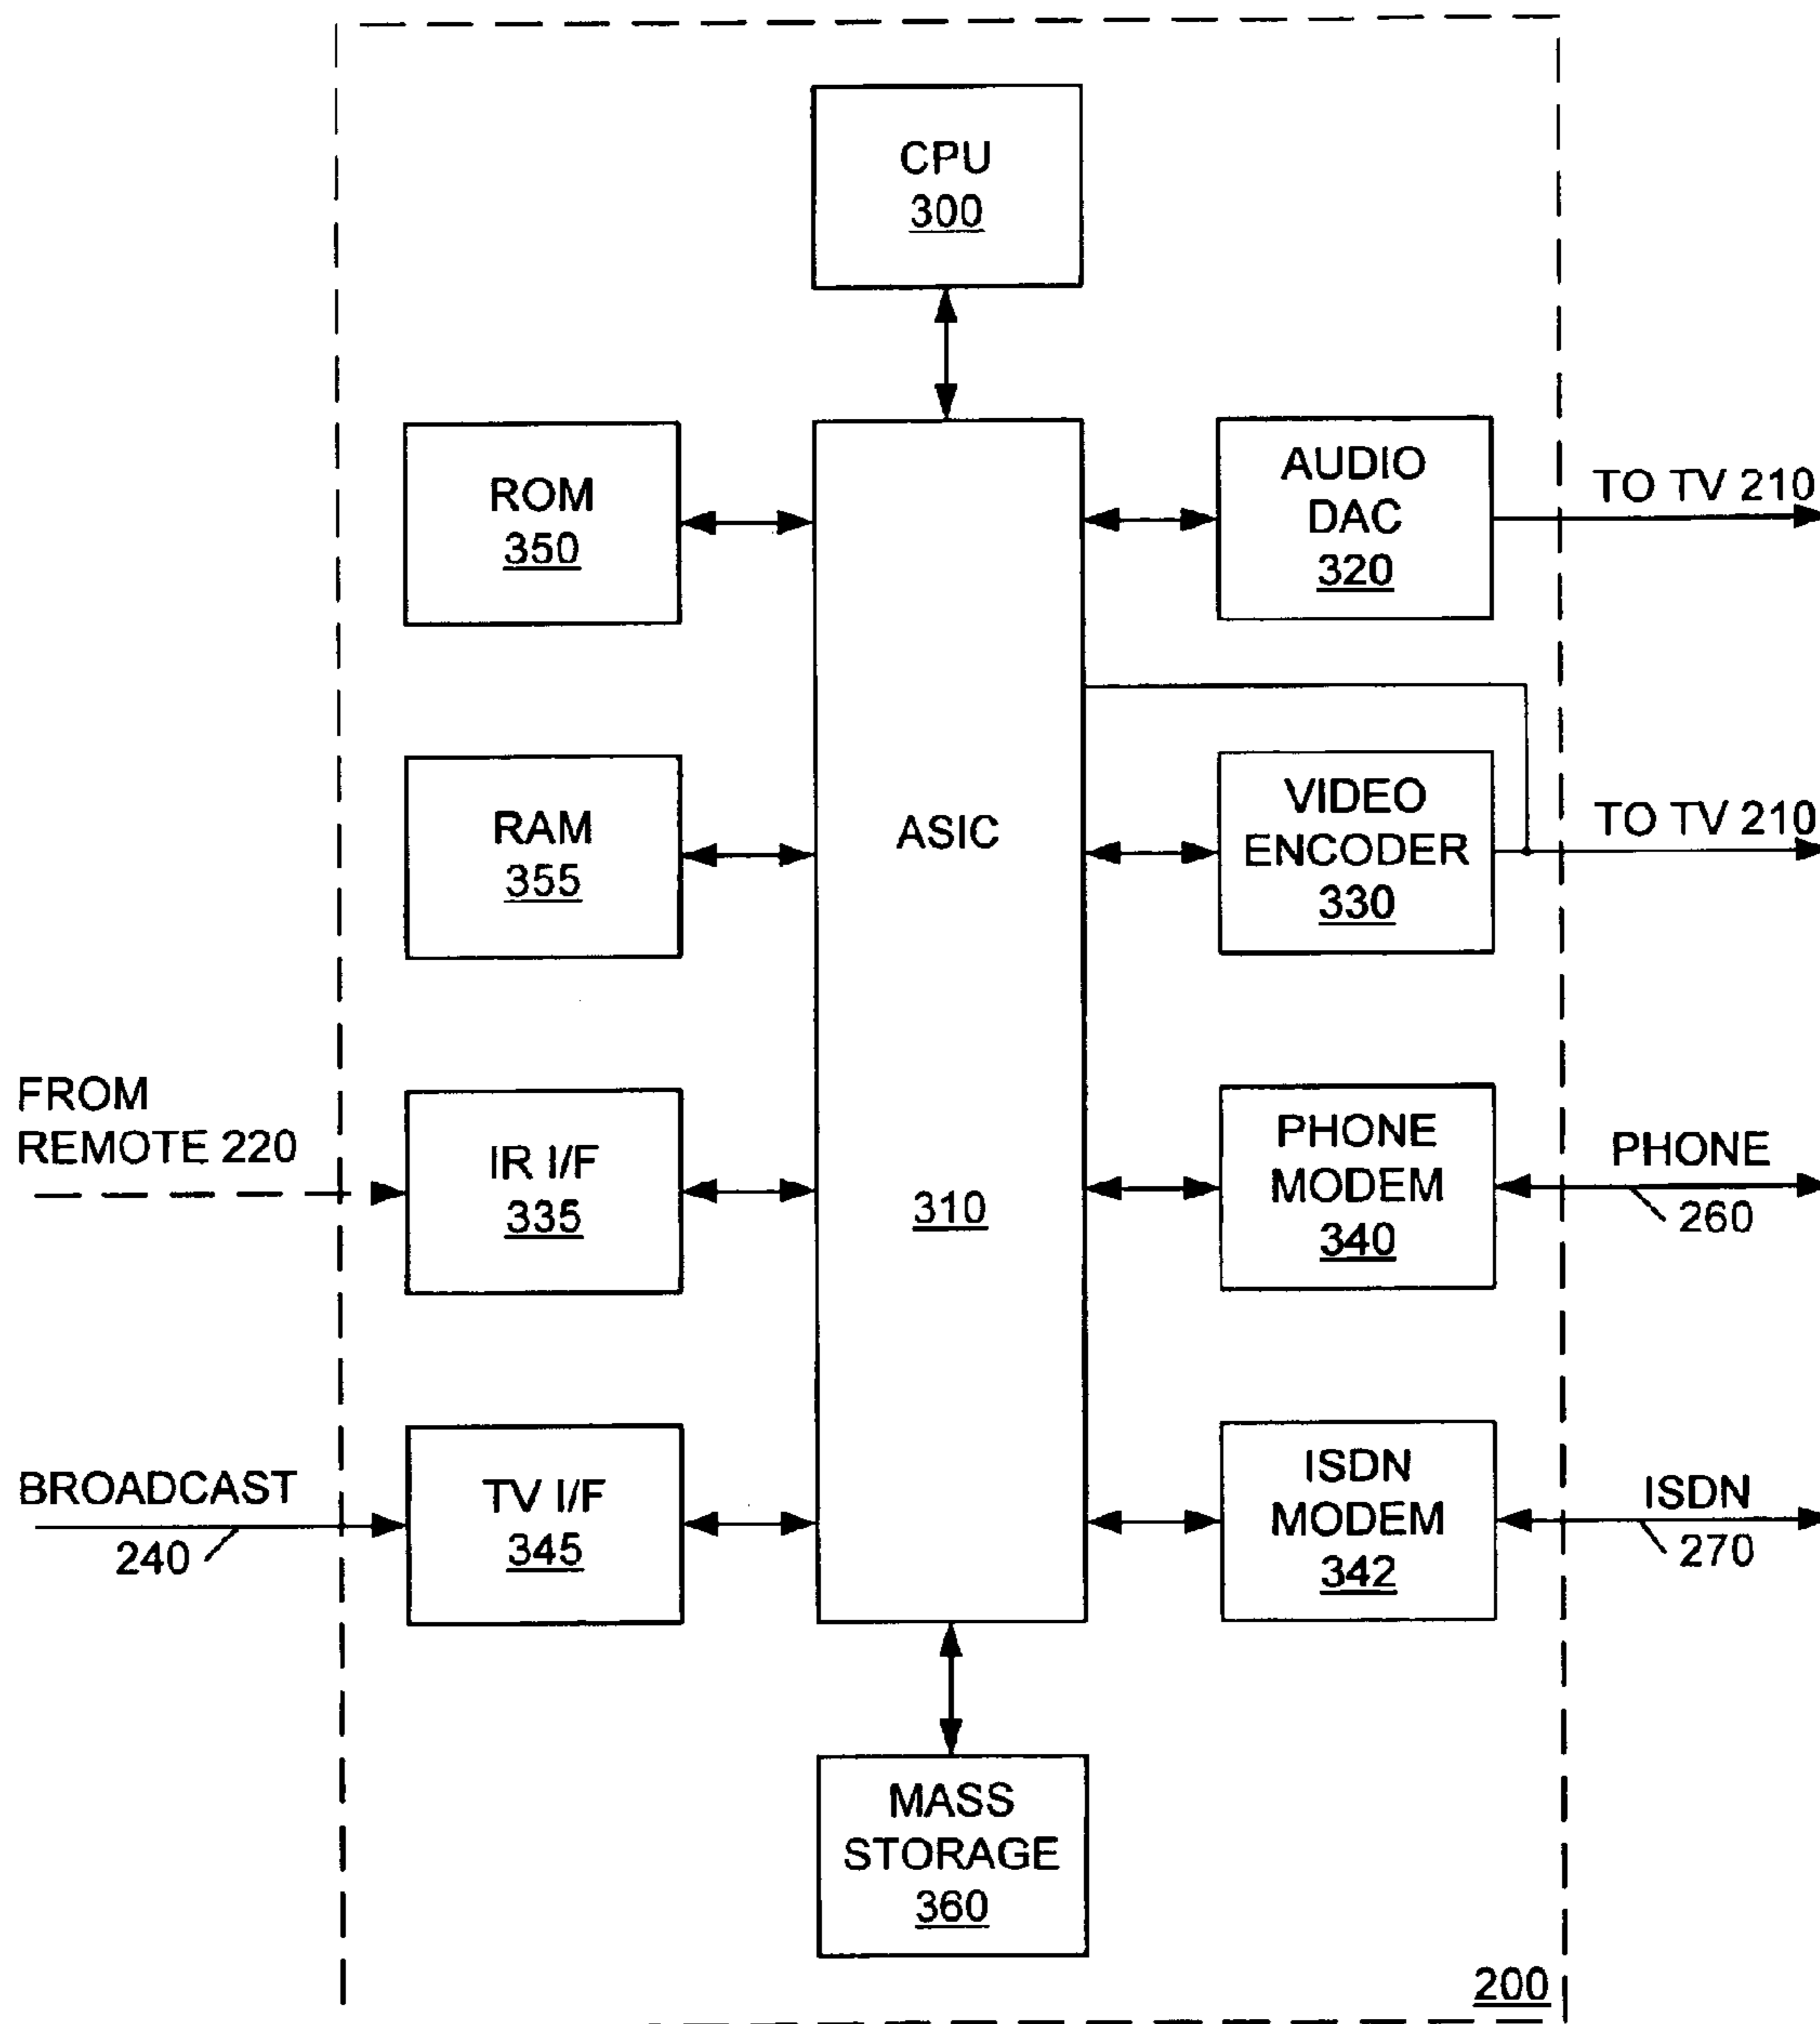 CPU
300
ROM
350
AUDIO
DAC
320
TO TV 210
RAM
355
ASIC
310
VIDEO
ENCODER
330
TO TV 210
FROM
REMOTE 220
IR I/F
335
PHONE
MODEM
340
PHONE
260
BROADCAST
240
TV I/F
345
ISDN
MODEM
342
ISDN
270
MASS
STORAGE
360
200